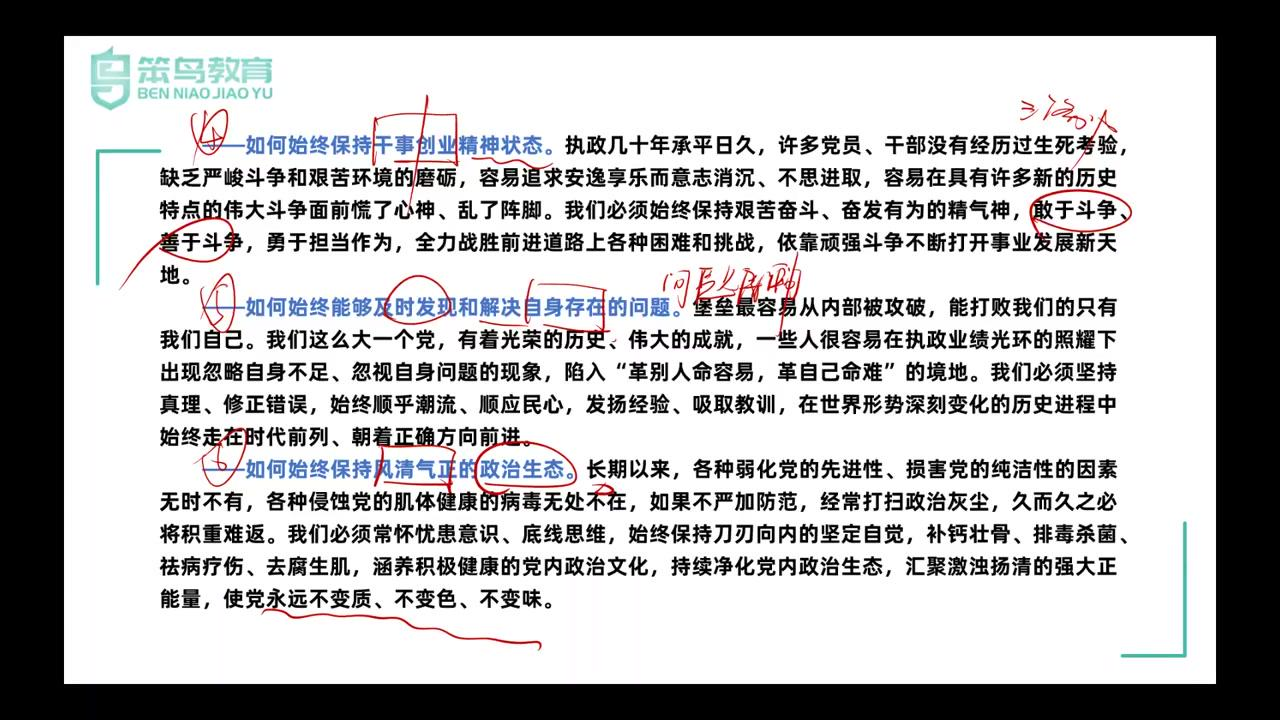 笨鸟教育
BEN NIAO JIAO YU
④
——如何始终保持干事创业精神状态。执政几十年承平日久，许多党员、干部没有经历过生死考验，
缺乏严峻斗争和艰苦环境的磨砺，容易追求安逸享乐而意志消沉、不思进取，容易在具有许多新的历史
特点的伟大斗争面前慌了心神、乱了阵脚。我们必须始终保持艰苦奋斗、奋发有为的精气神，敢于斗争、
善于斗争，勇于担当作为，全力战胜前进道路上各种困难和挑战，依靠顽强斗争不断打开事业发展新天
地。
⑤
——如何始终能够及时发现和解决自身存在的问题。堡垒最容易从内部被攻破，能打败我们的只有
我们自己。我们这么大一个党，有着光荣的历史、伟大的成就，一些人很容易在执政业绩光环的照耀下
出现忽略自身不足、忽视自身问题的现象，陷入“革别人命容易，革自己命难”的境地。我们必须坚持
真理、修正错误，始终顺乎潮流、顺应民心，发扬经验、吸取教训，在世界形势深刻变化的历史进程中
始终走在时代前列、朝着正确方向前进。
⑥
——如何始终保持风清气正的政治生态。长期以来，各种弱化党的先进性、损害党的纯洁性的因素
无时不有，各种侵蚀党的肌体健康的病毒无处不在，如果不严加防范，经常打扫政治灰尘，久而久之必
将积重难返。我们必须常怀忧患意识、底线思维，始终保持刀刃向内的坚定自觉，补钙壮骨、排毒杀菌、
祛病疗伤、去腐生肌，涵养积极健康的党内政治文化，持续净化党内政治生态，汇聚激浊扬清的强大正
能量，使党永远不变质、不变色、不变味。